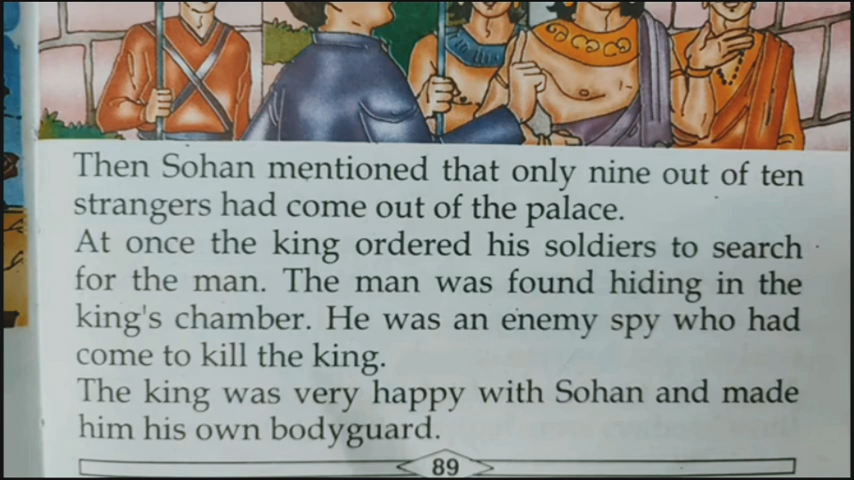 Then Sohan mentioned that only nine out of ten
strangers had come out of the palace.
At once the king ordered his soldiers to search
for the man. The man was found hiding in the
king's chamber. He was an enemy spy who had
come to kill the king.
The king was very happy with Sohan and made
him his own bodyguard.
89